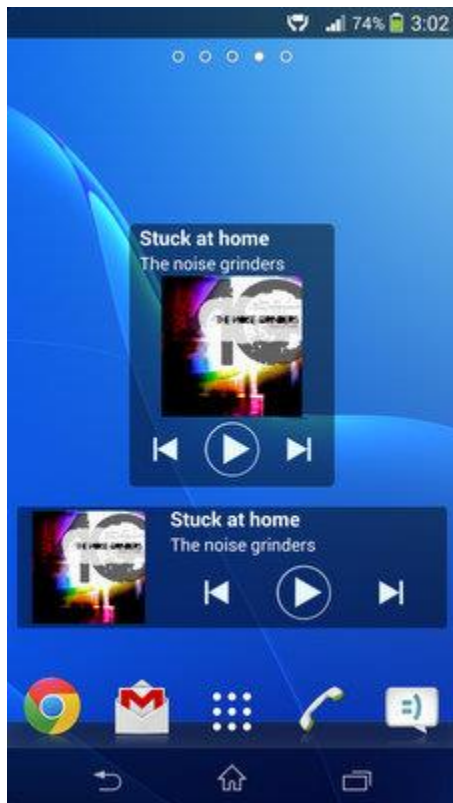 74% 3:02
Stuck at home
The noise grinders
THE NOISE GRINDERS
Stuck at home
The noise grinders
THE NOISE GRINDERS
=)